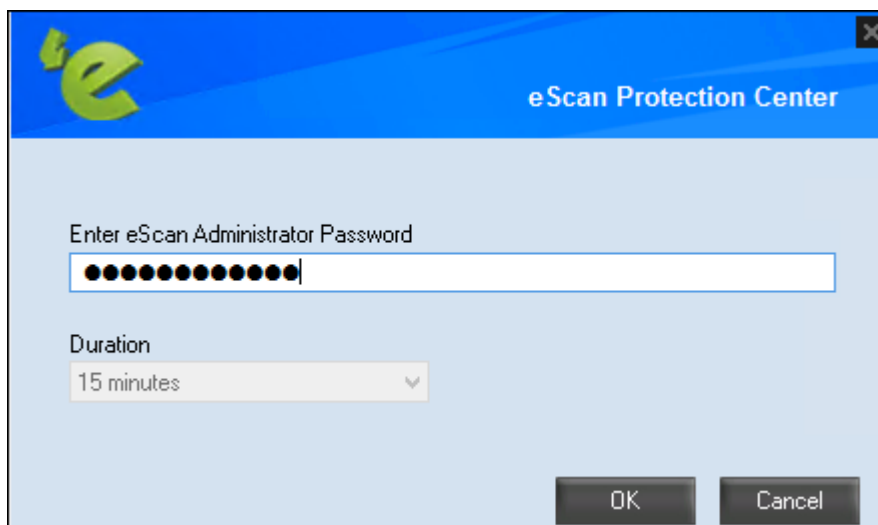 eScan Protection Center
Enter eScan Administrator Password
●●●●●●●●●●●●
Duration
15 minutes
OK Cancel